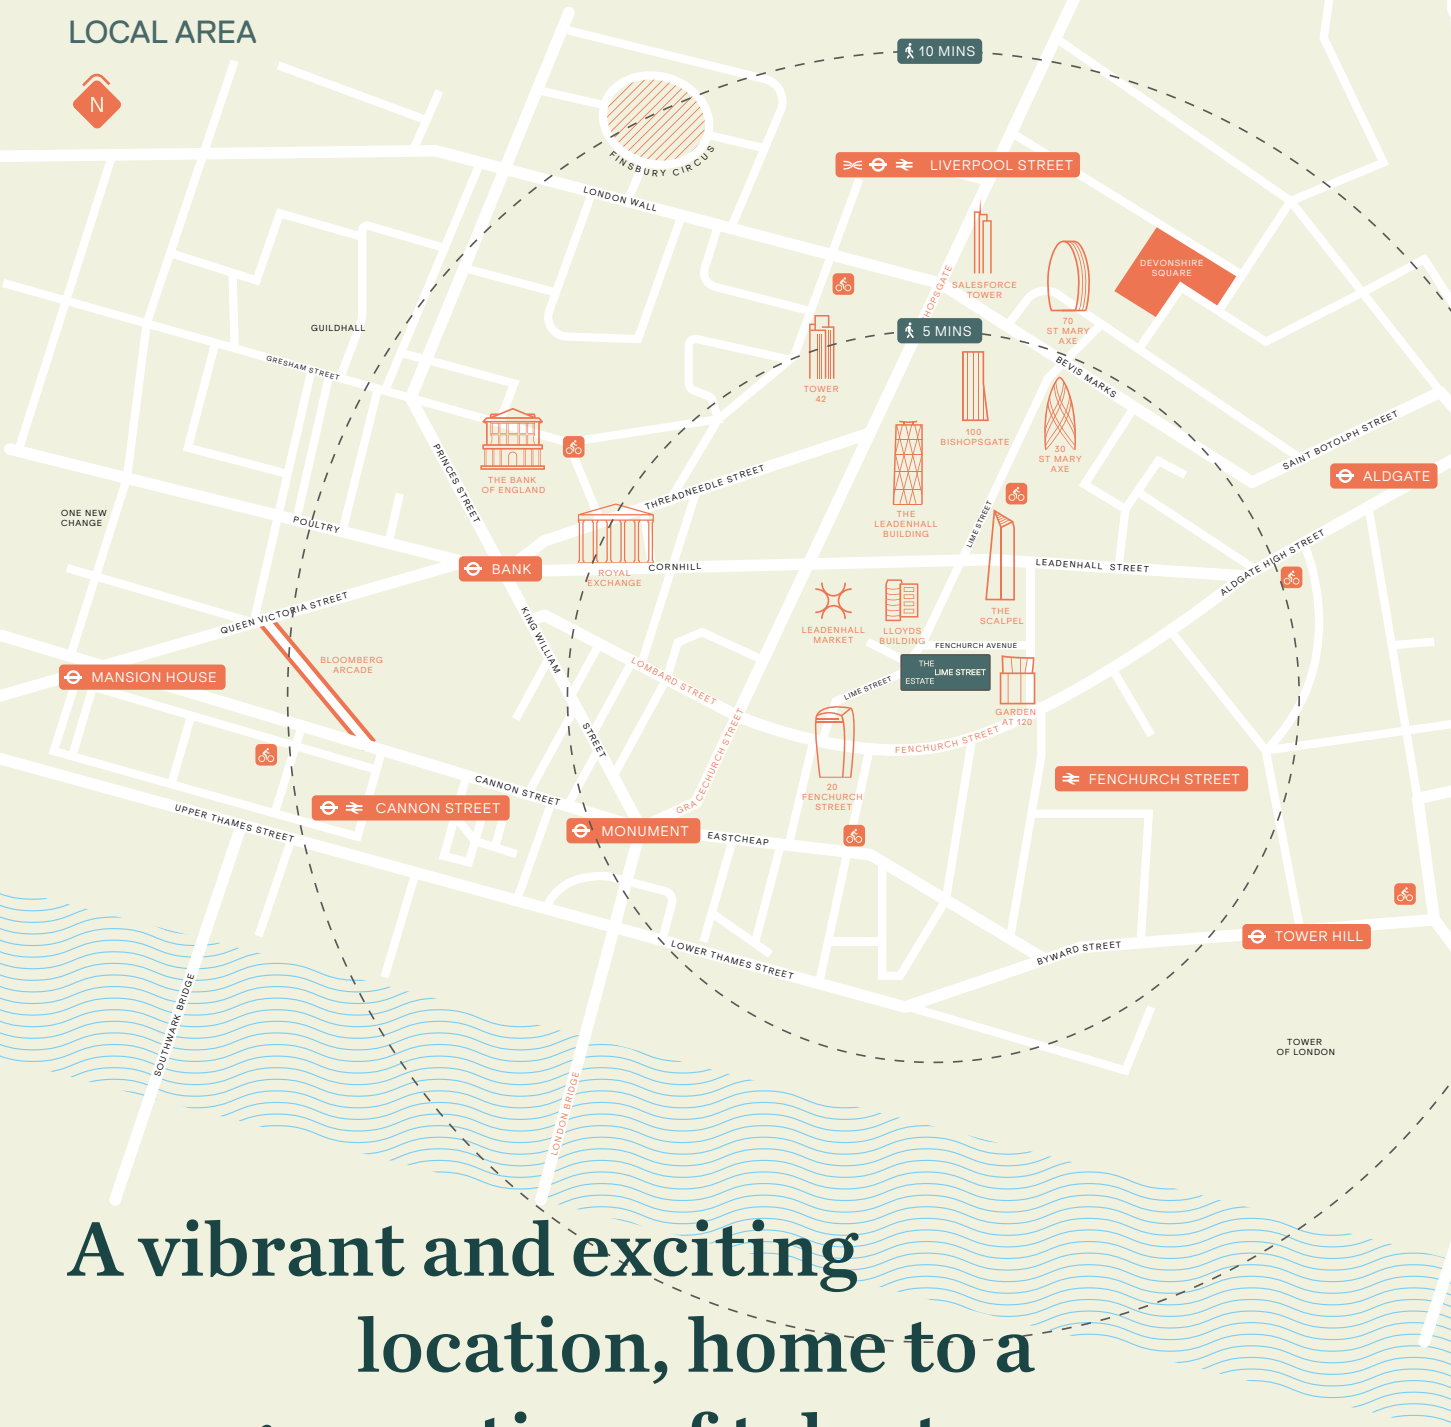 LOCAL AREA
N
10 MINS
FINSBURY CIRCUS
LIVERPOOL STREET
LONDON WALL
DEVONSHIRE
SQUARE
SALESFORCE
TOWER
70
ST MARY
AXE
GUILDHALL
5 MINS
GRESHAM STREET
BEVIS MARKS
TOWER
42
100
BISHOPSGATE
30
ST MARY
AXE
SAINT BOTOLPH STREET
ALDGATE
PRINCES STREET
THE BANK
OF ENGLAND
THREADNEEDLE STREET
ONE NEW
CHANGE
POULTRY
THE
LEADENHALL
BUILDING
LIME STREET
BANK
ROYAL
EXCHANGE
CORNHILL
LEADENHALL STREET
ALDGATE HIGH STREET
QUEEN VICTORIA STREET
KING WILLIAM
STREET
LEADENHALL
MARKET
LLOYDS
BUILDING
THE
SCALPEL
FENCHURCH AVENUE
BLOOMBERG
ARCADE
MANSION HOUSE
LOMBARD STREET
THE
LIME STREET
ESTATE
LIME STREET
GARDEN
AT 120
GRACECHURCH STREET
FENCHURCH STREET
FENCHURCH STREET
20
FENCHURCH
STREET
CANNON STREET
CANNON STREET
UPPER THAMES STREET
MONUMENT
EASTCHEAP
TOWER HILL
LOWER THAMES STREET
BYWARD STREET
SOUTHWARK BRIDGE
TOWER
OF LONDON
LONDON BRIDGE
A vibrant and exciting
location, home to a